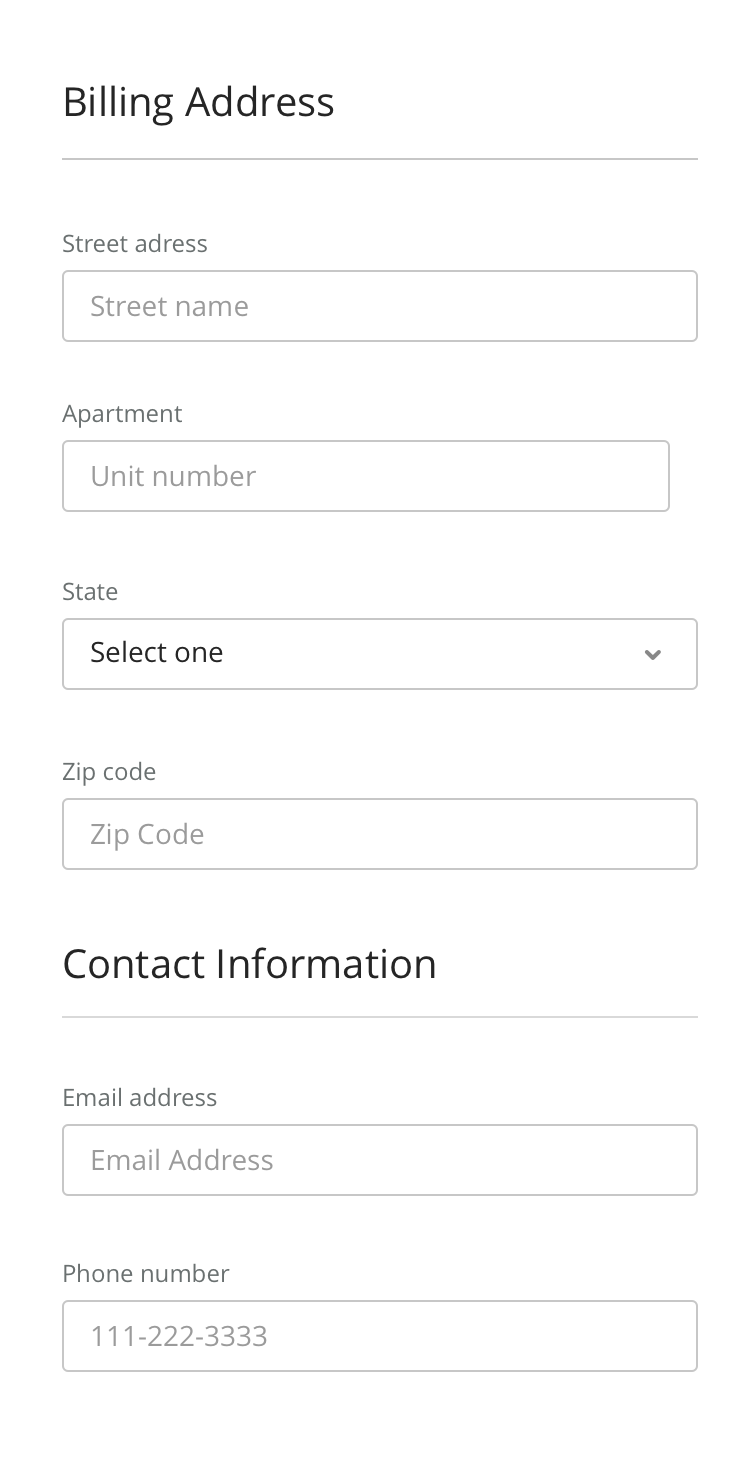 Billing Address
Street adress
Street name
Apartment
Unit number
State
Select one
Zip code
Zip Code
Contact Information
Email address
Email Address
Phone number
111-222-3333